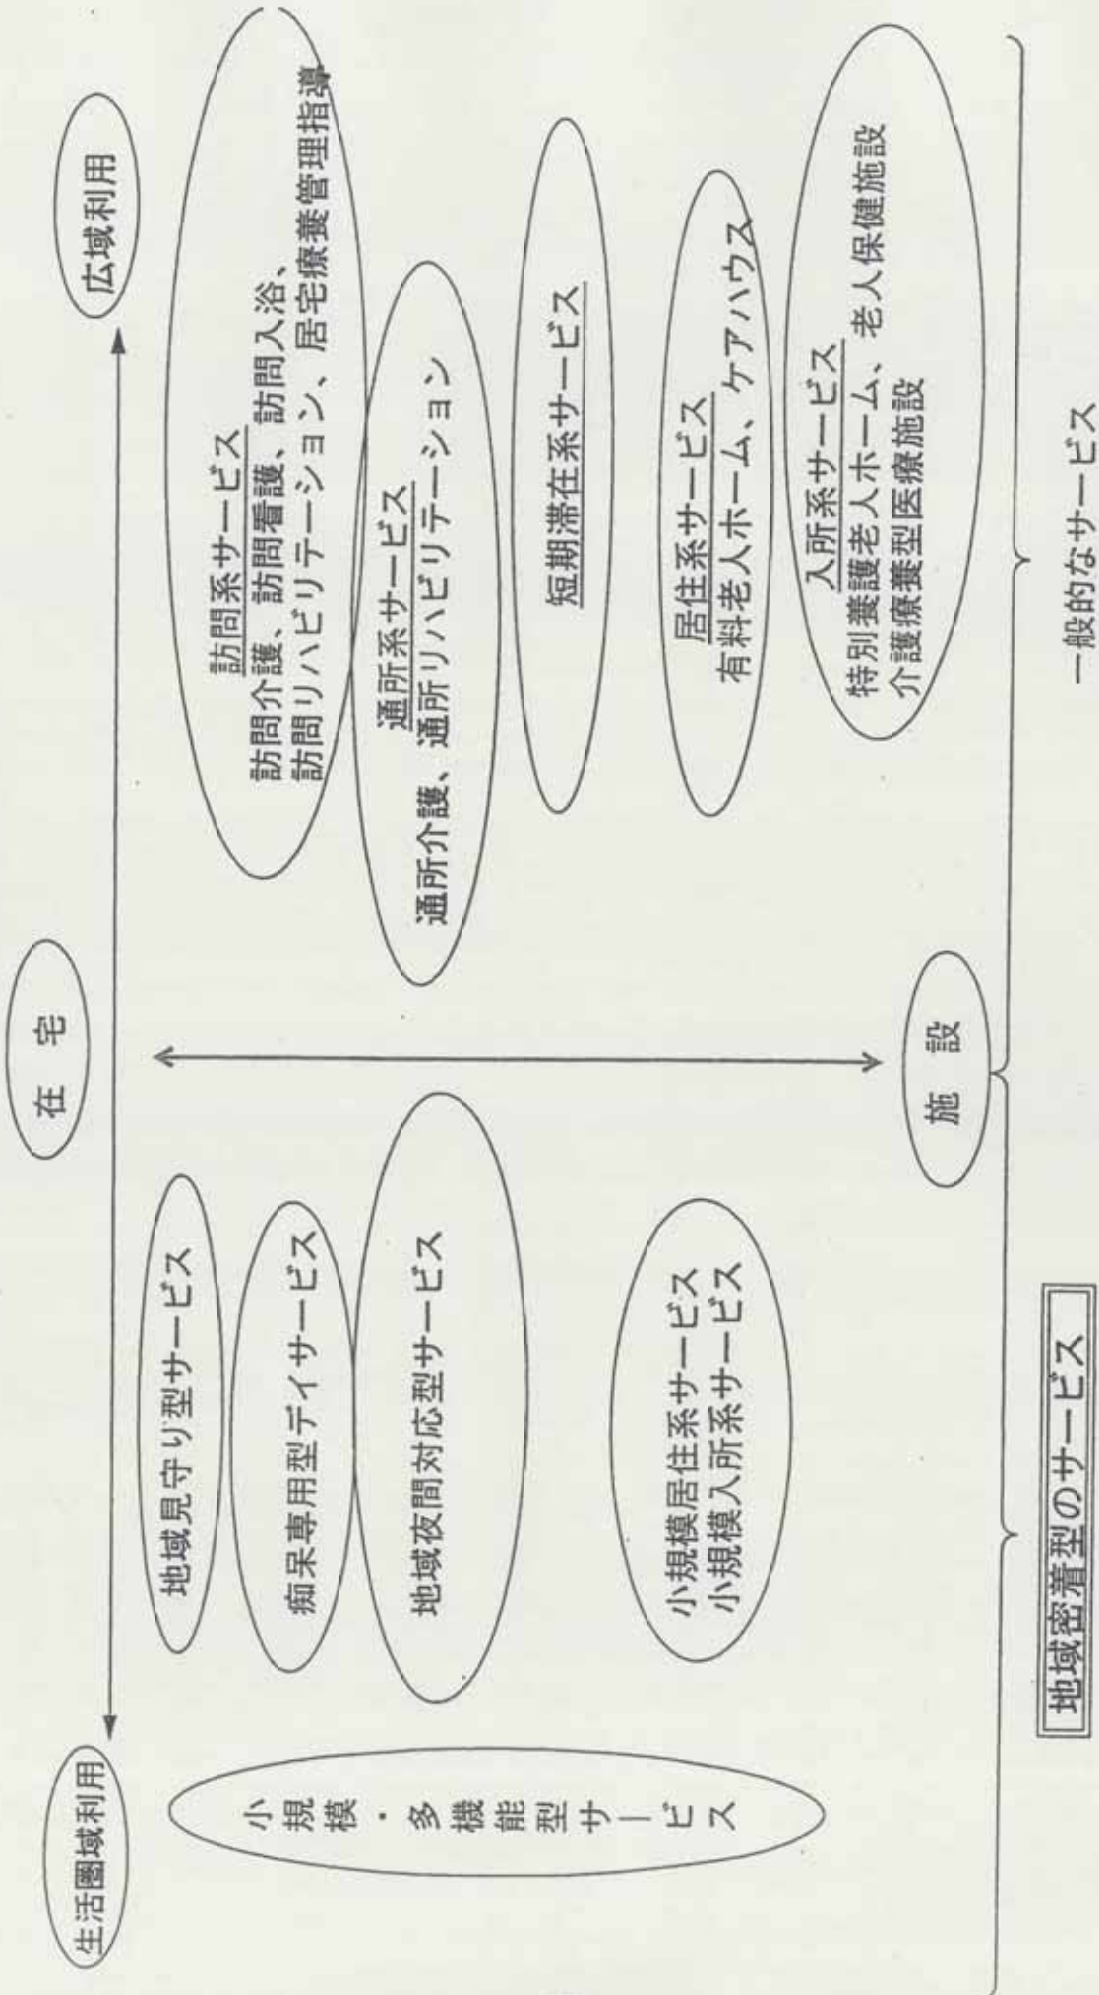 在宅
生活圏域利用
広域利用
小規模・多機能型サービス
地域見守り型サービス
痴呆専用型デイサービス
地域夜間対応型サービス
小規模居住系サービス
小規模入所系サービス
訪問系サービス
訪問介護、訪問看護、訪問入浴、
訪問リハビリテーション、居宅療養管理指導
通所系サービス
通所介護、通所リハビリテーション
短期滞在系サービス
居住系サービス
有料老人ホーム、ケアハウス
入所系サービス
特別養護老人ホーム、老人保健施設
介護療養型医療施設
施設
地域密着型のサービス
一般的なサービス